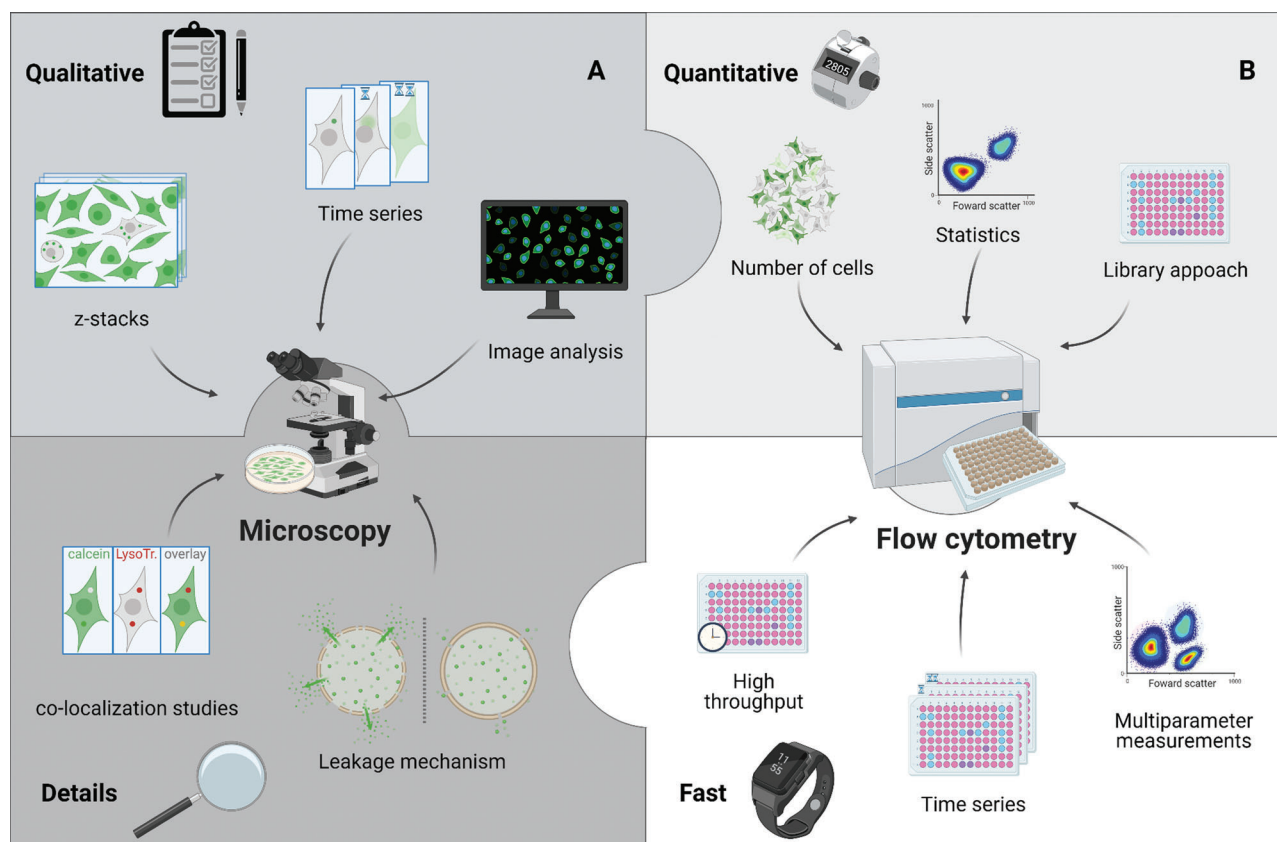 Qualitative
A
Time series
z-stacks
Image analysis
Microscopy
calcein
LysoTr.
overlay
co-localization studies
Leakage mechanism
Details
Quantitative
2805
B
Number of cells
1000
Side scatter
0
Foward scatter
1000
Statistics
Library appoach
Flow cytometry
High
throughput
Time series
1000
Side scatter
0
Foward scatter
1000
Multiparameter
measurements
Fast
11
55